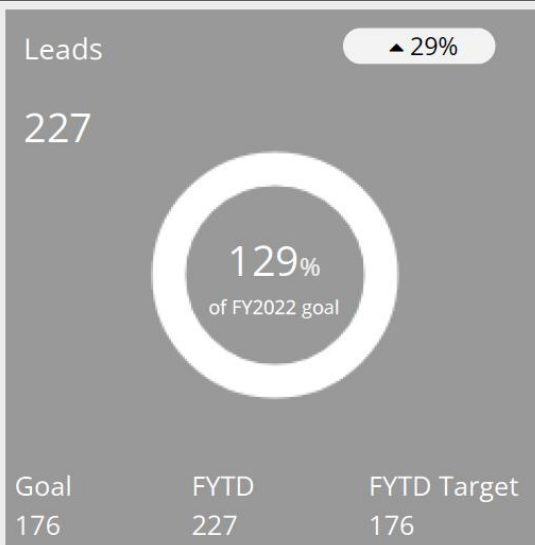 Leads
▲ 29%
227
129%
of FY2022 goal
Goal FYTD FYTD Target
176 227 176